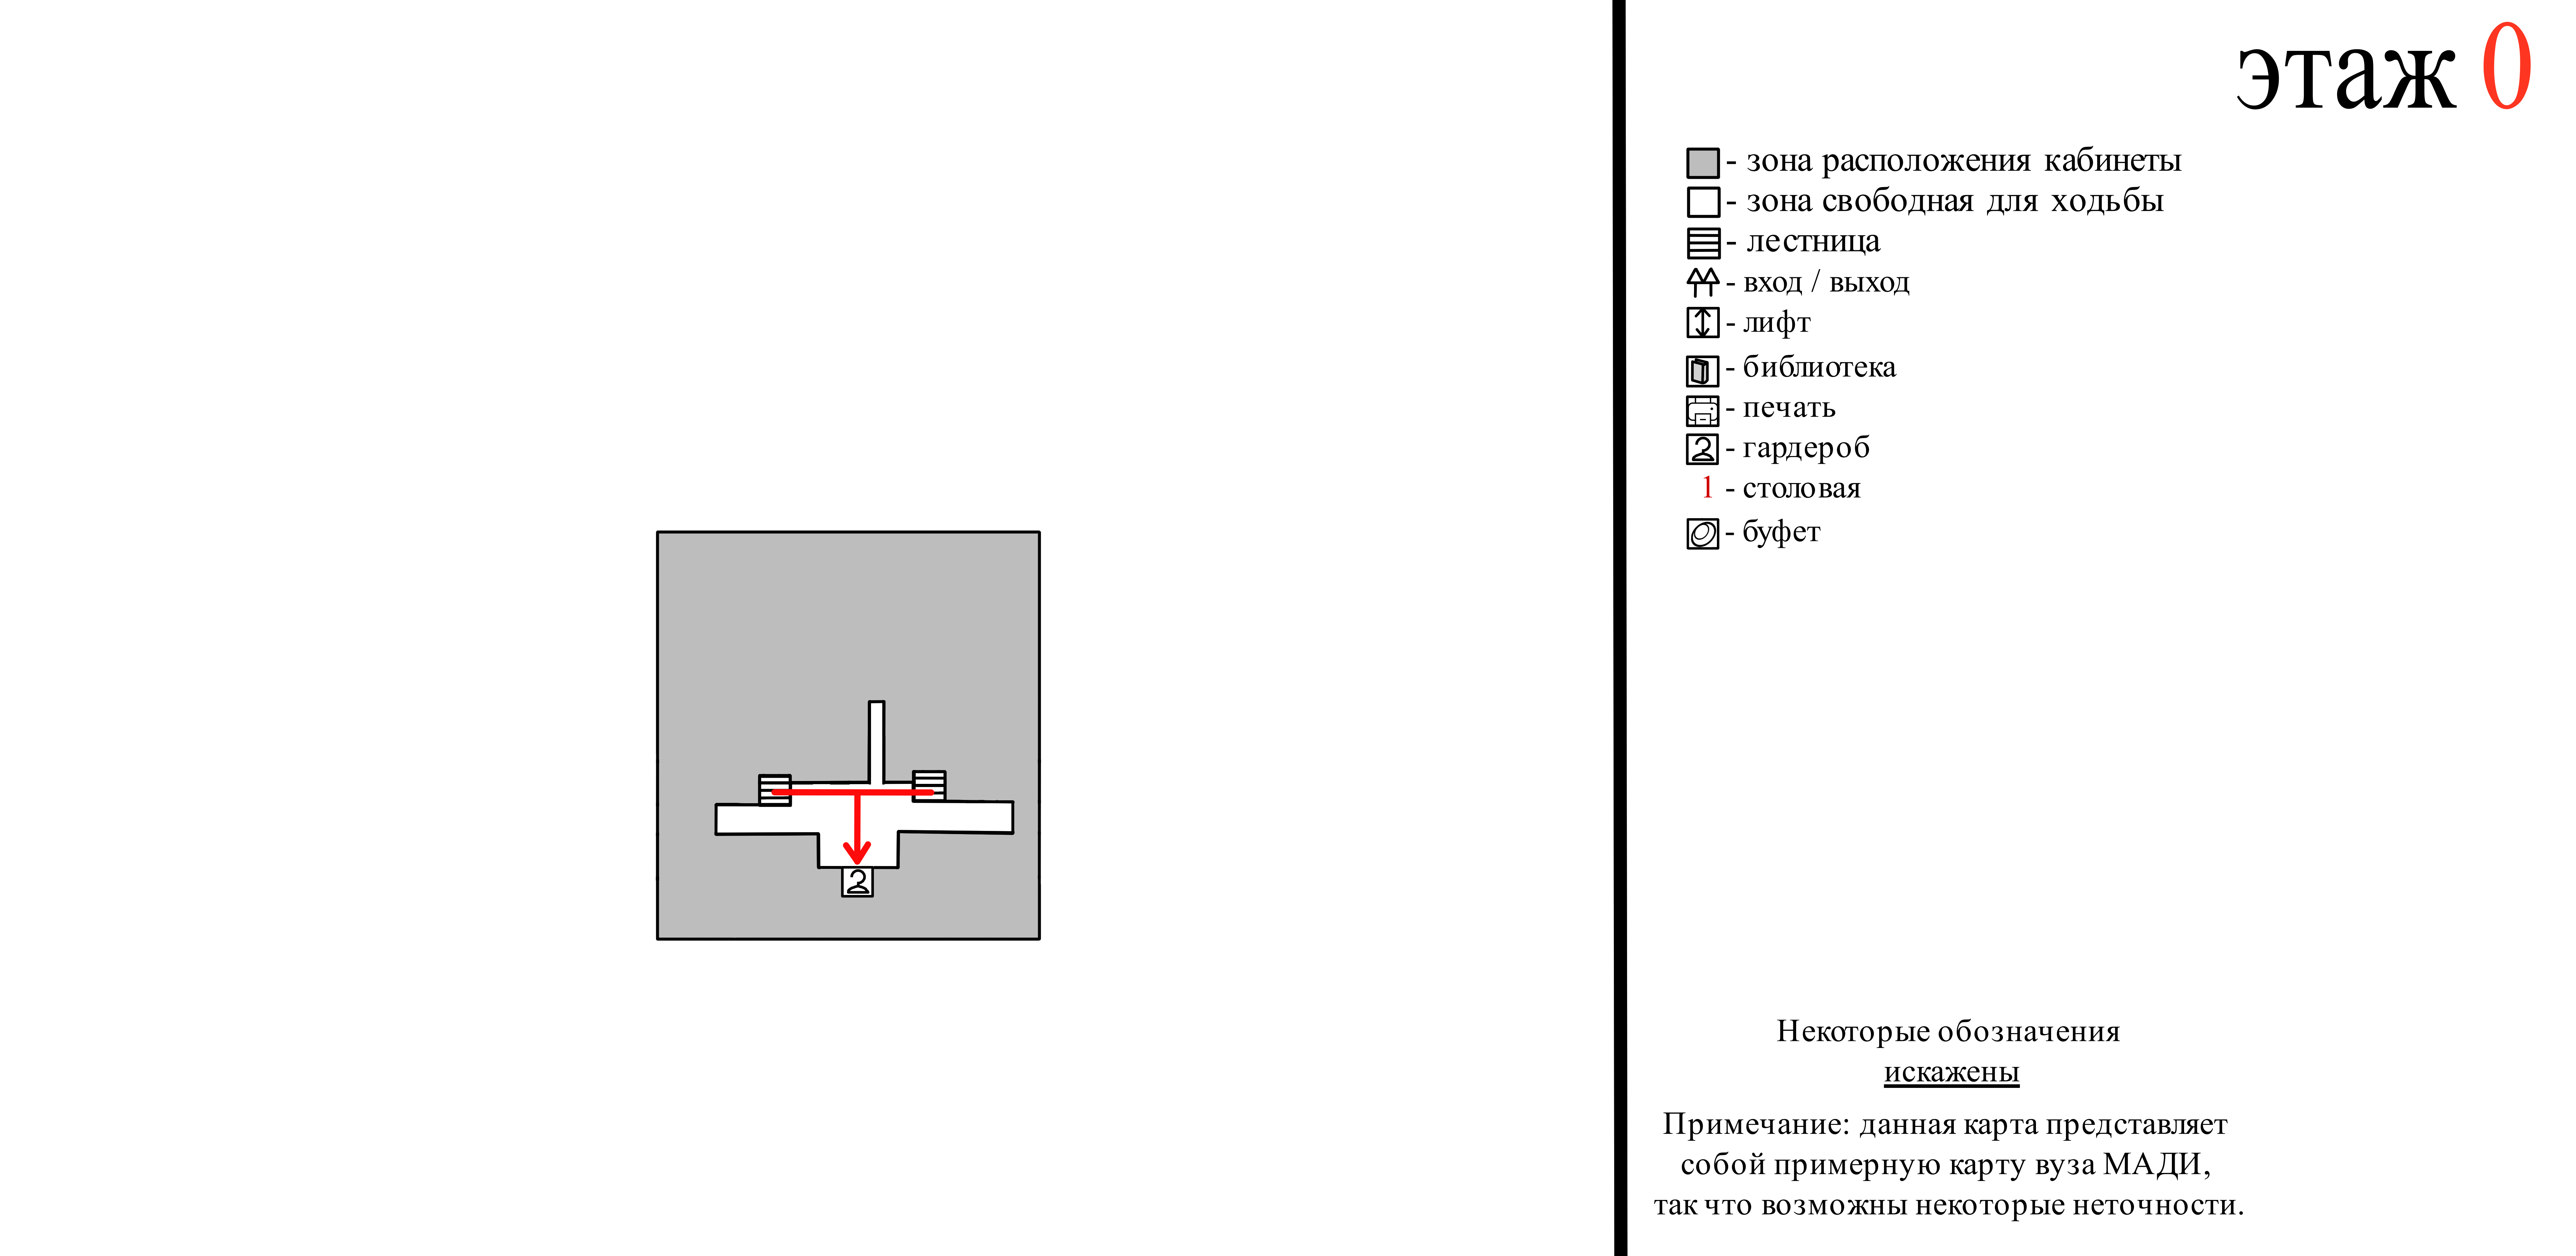 этаж 0
- зона расположения кабинеты
- зона свободная для ходьбы
- лестница
- вход / выход
- лифт
- библиотека
- печать
- гардероб
1 - столовая
- буфет
Некоторые обозначения
искажены
Примечание: данная карта представляет
собой примерную карту вуза МАДИ,
так что возможны некоторые неточности.